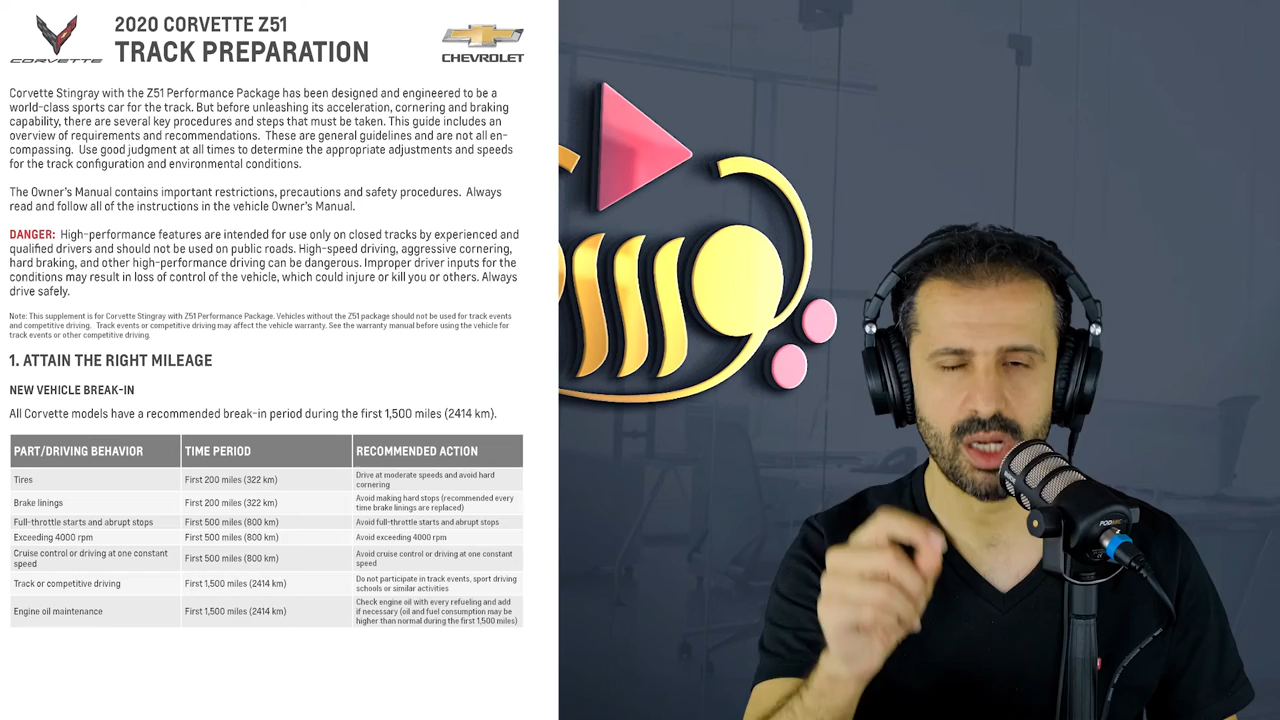 2020 CORVETTE Z51
TRACK PREPARATION
CORVETTE
CHEVROLET
Corvette Stingray with the Z51 Performance Package has been designed and engineered to be a
world-class sports car for the track. But before unleashing its acceleration, cornering and braking
capability, there are several key procedures and steps that must be taken. This guide includes an
overview of requirements and recommendations. These are general guidelines and are not all en-
compassing. Use good judgment at all times to determine the appropriate adjustments and speeds
for the track configuration and environmental conditions.
The Owner's Manual contains important restrictions, precautions and safety procedures. Always
read and follow all of the instructions in the vehicle Owner's Manual.
DANGER: High-performance features are intended for use only on closed tracks by experienced and
qualified drivers and should not be used on public roads. High-speed driving, aggressive cornering,
hard braking, and other high-performance driving can be dangerous. Improper driver inputs for the
conditions may result in loss of control of the vehicle, which could injure or kill you or others. Always
drive safely.
Note: This supplement is for Corvette Stingray with Z51 Performance Package. Vehicles without the Z51 package should not be used for track events
and competitive driving. Track events or competitive driving may affect the vehicle warranty. See the warranty manual before using the vehicle for
track events or other competitive driving.
1. ATTAIN THE RIGHT MILEAGE
NEW VEHICLE BREAK-IN
All Corvette models have a recommended break-in period during the first 1,500 miles (2414 km).
PART/DRIVING BEHAVIOR TIME PERIOD RECOMMENDED ACTION
Tires First 200 miles (322 km) Drive at moderate speeds and avoid hard
cornering
Brake linings First 200 miles (322 km) Avoid making hard stops (recommended every
time brake linings are replaced)
Full-throttle starts and abrupt stops First 500 miles (800 km) Avoid full-throttle starts and abrupt stops
Exceeding 4000 rpm First 500 miles (800 km) Avoid exceeding 4000 rpm
Cruise control or driving at one constant
speed First 500 miles (800 km) Avoid cruise control or driving at one constant
speed
Track or competitive driving First 1,500 miles (2414 km) Do not participate in track events, sport driving
schools or similar activities
Engine oil maintenance First 1,500 miles (2414 km) Check engine oil with every refueling and add
if necessary (oil and fuel consumption may be
higher than normal during the first 1,500 miles)
PODMIC